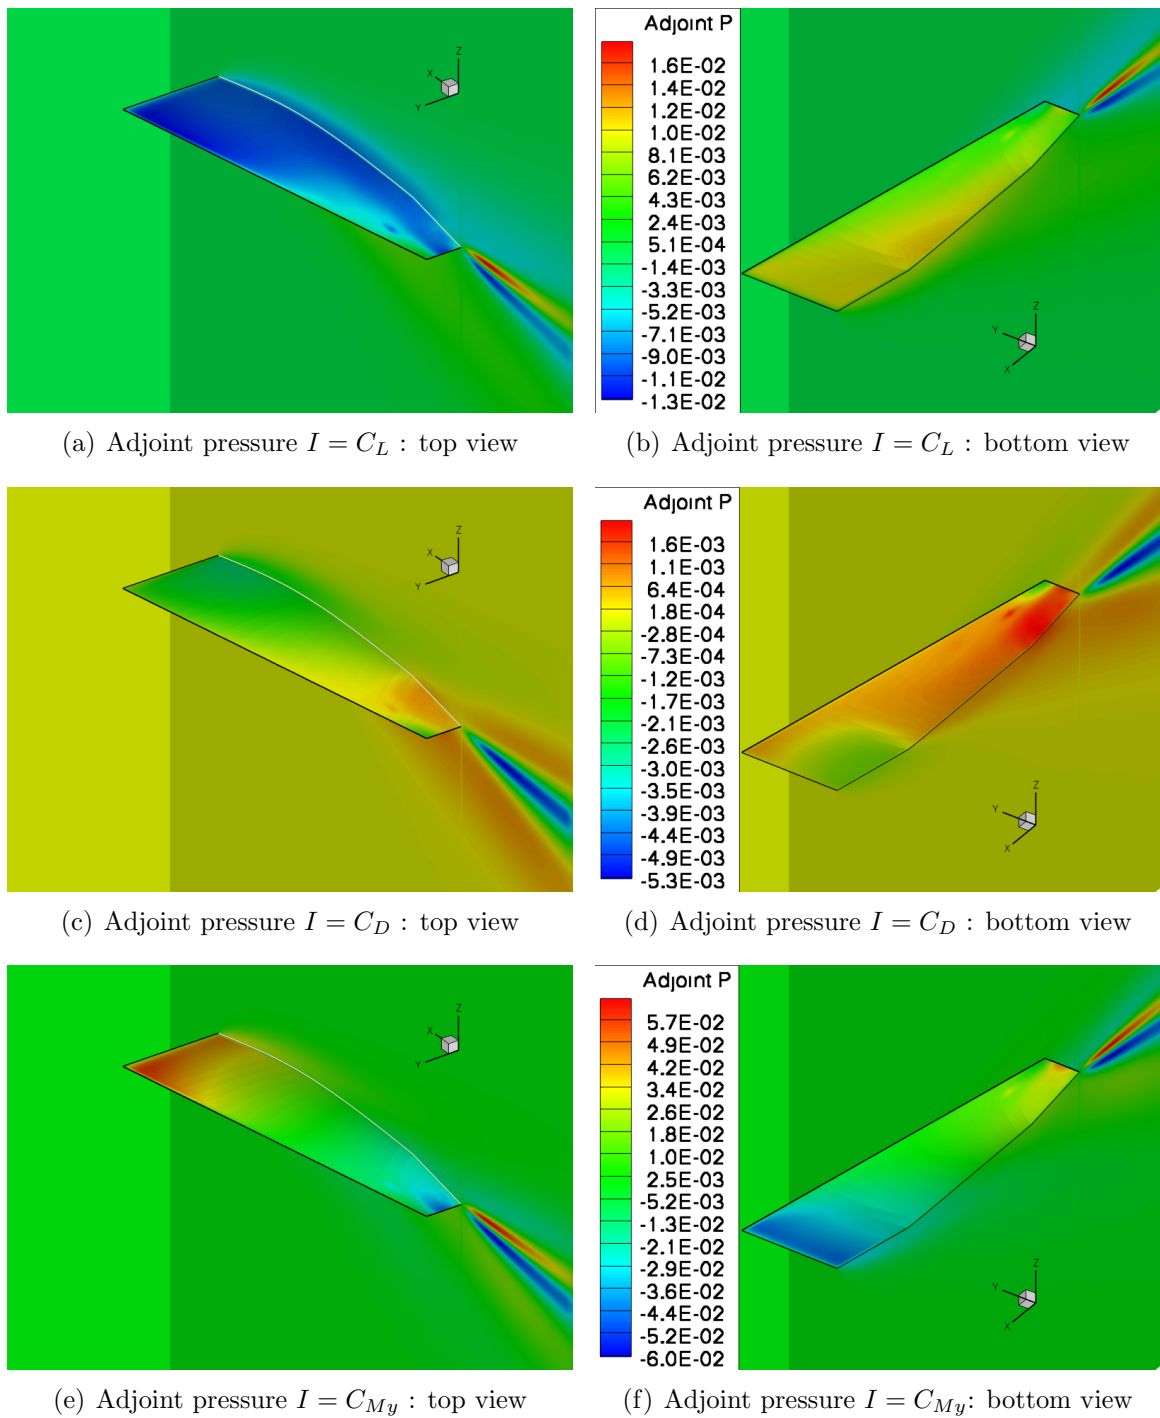 Z
X
Y
Adjoint P
1.6E-02
1.4E-02
1.2E-02
1.0E-02
8.1E-03
6.2E-03
4.3E-03
2.4E-03
5.1E-04
-1.4E-03
-3.3E-03
-5.2E-03
-7.1E-03
-9.0E-03
-1.1E-02
-1.3E-02
Z
Y
X
(a) Adjoint pressure I = C_L : top view
(b) Adjoint pressure I = C_L : bottom view
Z
X
Y
Adjoint P
1.6E-03
1.1E-03
6.4E-04
1.8E-04
-2.8E-04
-7.3E-04
-1.2E-03
-1.7E-03
-2.1E-03
-2.6E-03
-3.0E-03
-3.5E-03
-3.9E-03
-4.4E-03
-4.9E-03
-5.3E-03
Z
Y
X
(c) Adjoint pressure I = C_D : top view
(d) Adjoint pressure I = C_D : bottom view
Z
X
Y
Adjoint P
5.7E-02
4.9E-02
4.2E-02
3.4E-02
2.6E-02
1.8E-02
1.0E-02
2.5E-03
-5.2E-03
-1.3E-02
-2.1E-02
-2.9E-02
-3.6E-02
-4.4E-02
-5.2E-02
-6.0E-02
Z
Y
X
(e) Adjoint pressure I = C_{My} : top view
(f) Adjoint pressure I = C_{My}: bottom view